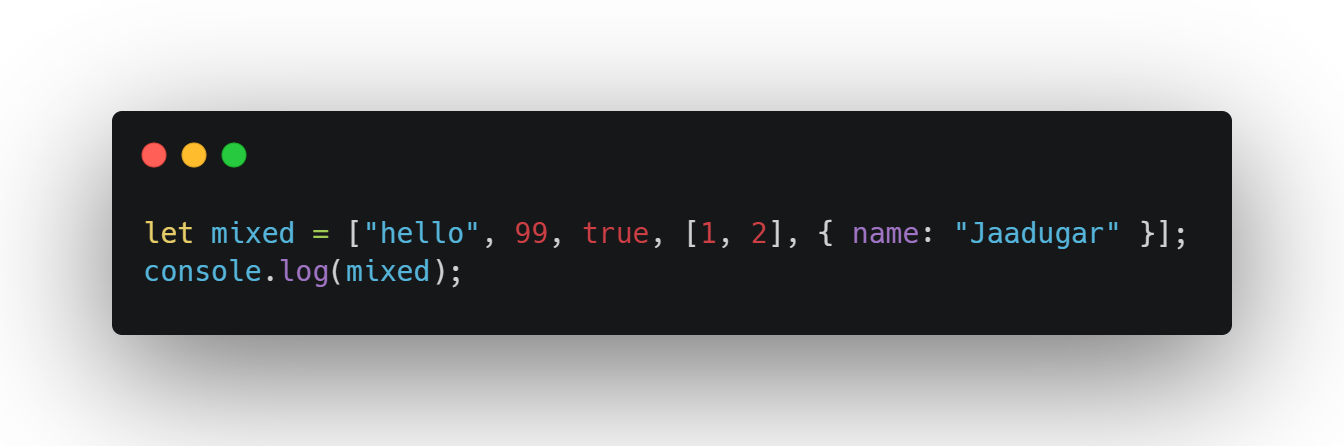 let mixed = ["hello", 99, true, [1, 2], { name: "Jaadugar" }];
console.log(mixed);